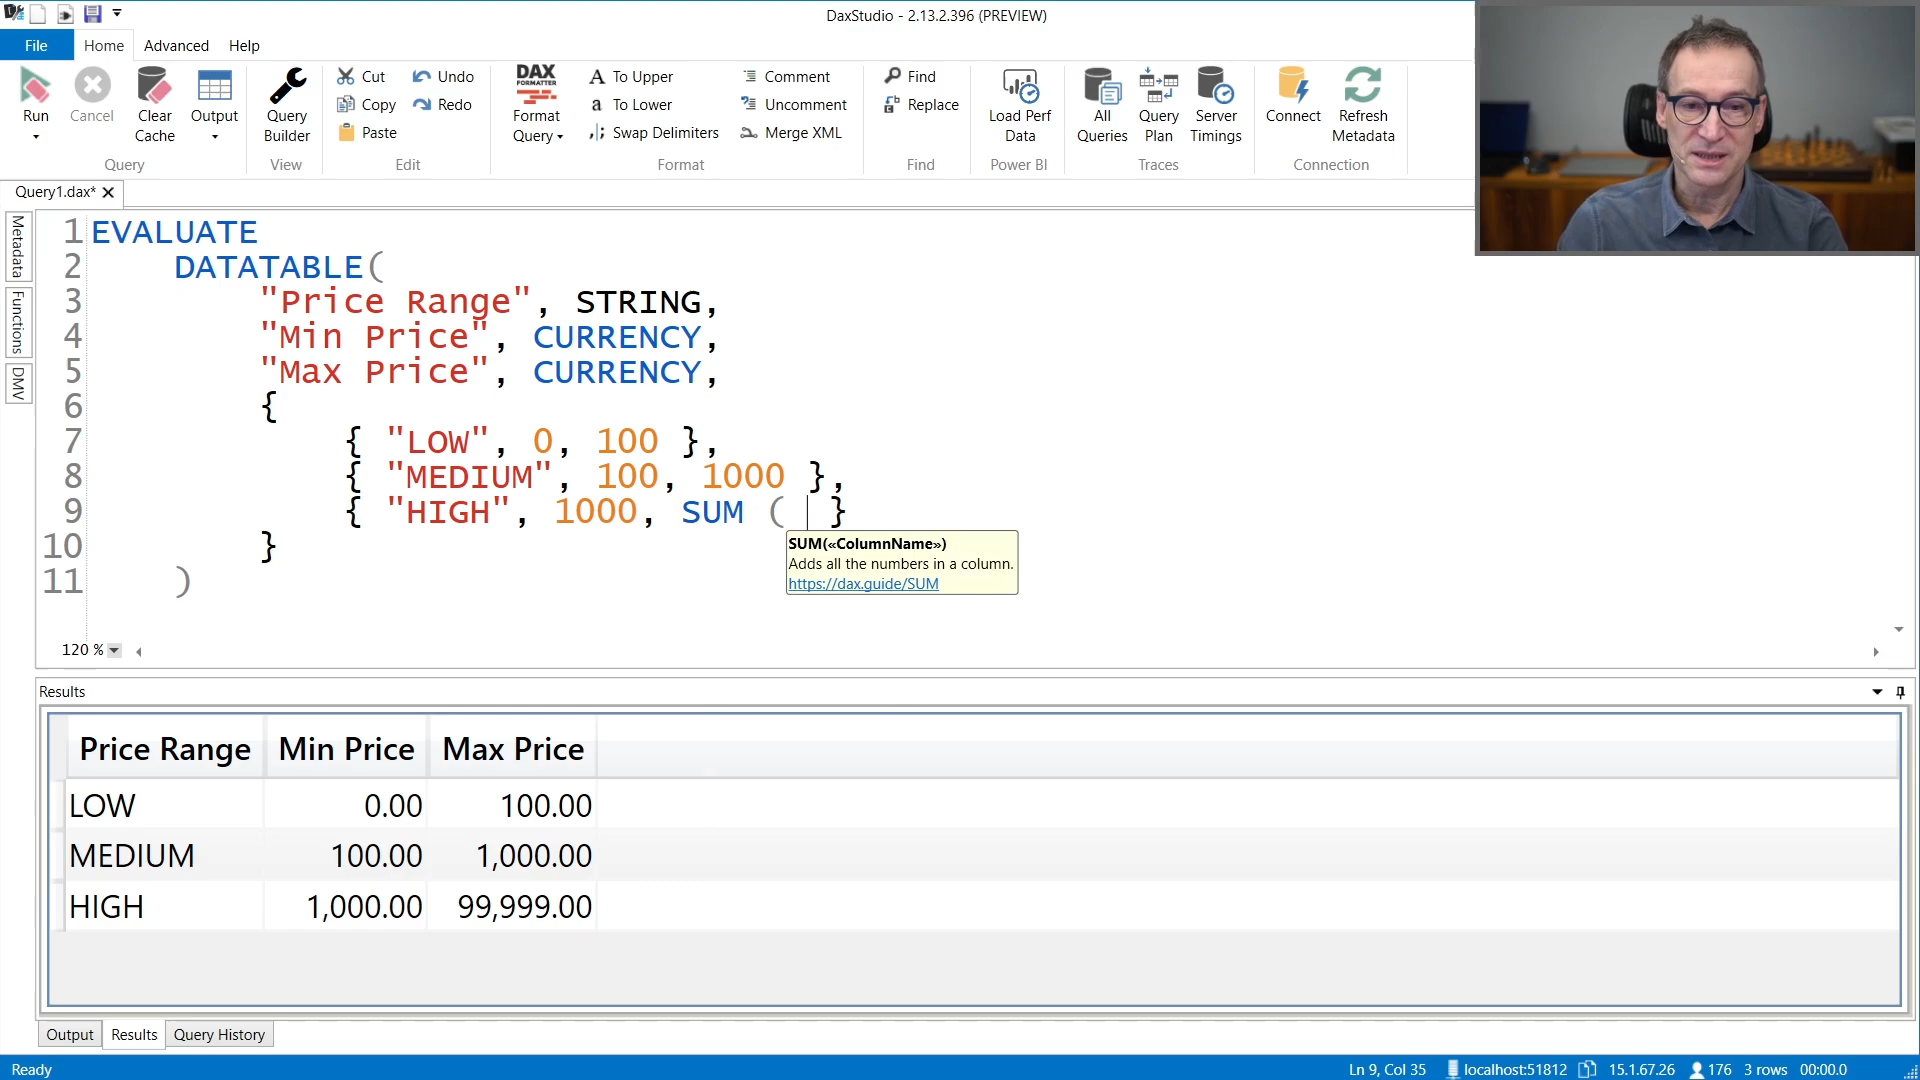 DaxStudio - 2.13.2.396 (PREVIEW)
File Home Advanced Help
Run
Cancel
Clear Cache
Output
Query Builder
Cut
Copy
Paste
Undo
Redo
DAX FORMATTER
Format Query
A To Upper
a To Lower
Swap Delimiters
Comment
Uncomment
Merge XML
Find
Replace
Load Perf Data
All Queries
Query Plan
Server Timings
Connect
Refresh Metadata
Query View Edit Format Find Power BI Traces Connection
Query1.dax*
Metadata
Functions
DMV
1 EVALUATE
2 DATATABLE(
3 "Price Range", STRING,
4 "Min Price", CURRENCY,
5 "Max Price", CURRENCY,
6 {
7 { "LOW", 0, 100 },
8 { "MEDIUM", 100, 1000 },
9 { "HIGH", 1000, SUM ( }
10 }
11 )
SUM(«ColumnName»)
Adds all the numbers in a column.
https://dax.guide/SUM
120 %
Results
Price Range Min Price Max Price
LOW 0.00 100.00
MEDIUM 100.00 1,000.00
HIGH 1,000.00 99,999.00
Output Results Query History
Ready Ln 9, Col 35 localhost:51812 15.1.67.26 176 3 rows 00:00.0